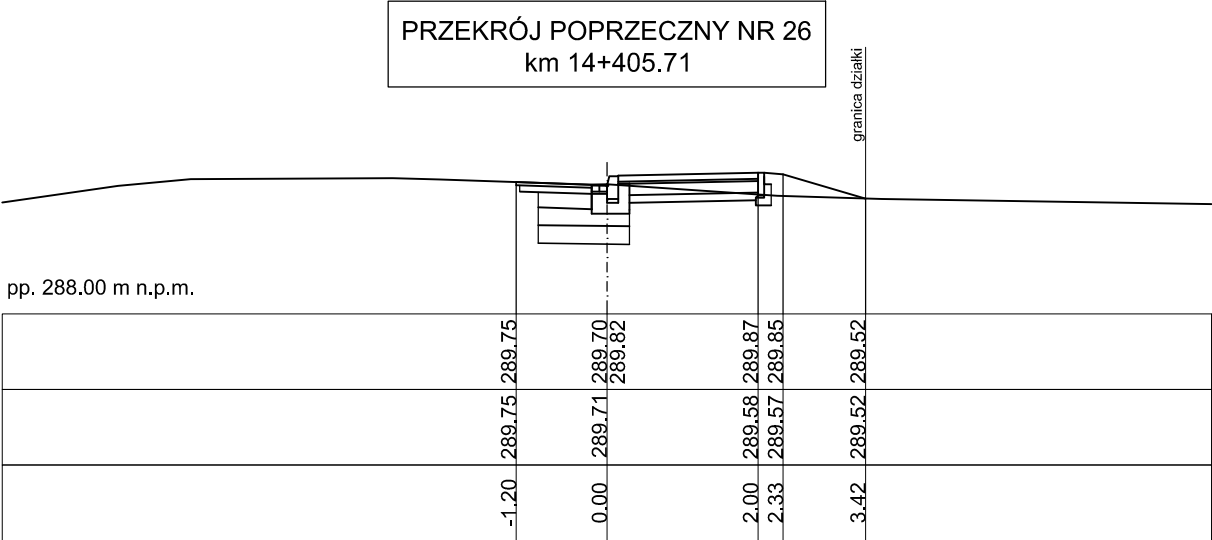 PRZEKRÓJ POPRZECZNY NR 26
km 14+405.71
granica działki
pp. 288.00 m n.p.m.
289.75 289.70 289.82 289.87 289.85 289.52
289.75 289.71 289.58 289.57 289.52
-1.20 0.00 2.00 2.33 3.42